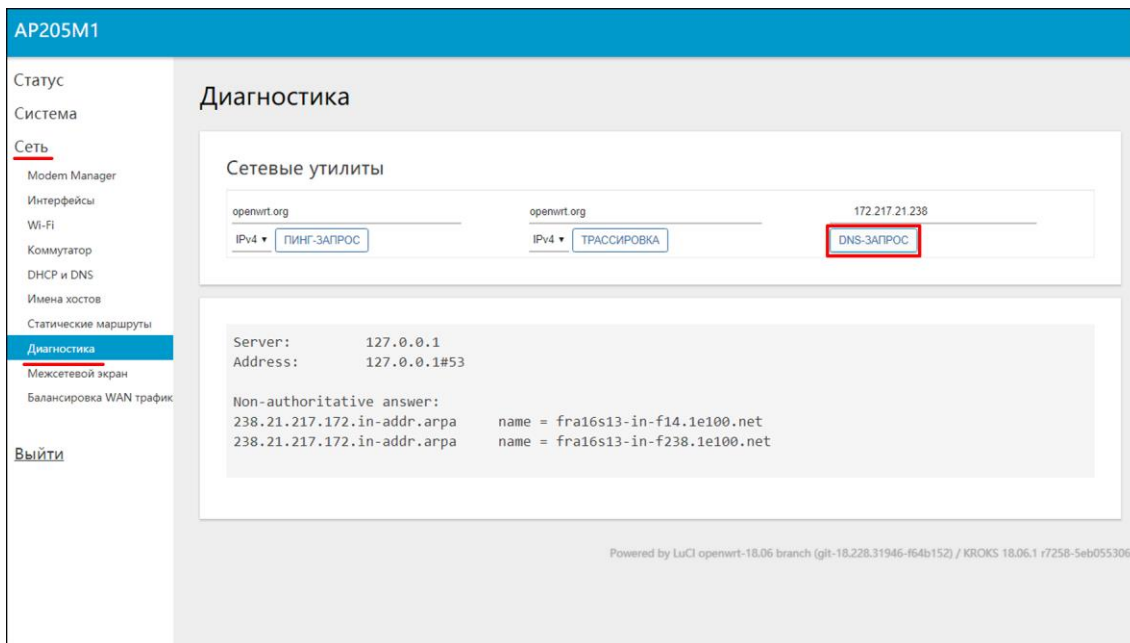 AP205M1
Статус
Система
Сеть
Modem Manager
Интерфейсы
Wi-Fi
Коммутатор
DHCP и DNS
Имена хостов
Статические маршруты
Диагностика
Межсетевой экран
Балансировка WAN трафик
Выйти
Диагностика
Сетевые утилиты
openwrt.org openwrt.org 172.217.21.238
IPv4 ▾ ПИНГ-ЗАПРОС IPv4 ▾ ТРАССИРОВКА DNS-ЗАПРОС
Server: 127.0.0.1
Address: 127.0.0.1#53
Non-authoritative answer:
238.21.217.172.in-addr.arpa name = fra16s13-in-f14.1e100.net
238.21.217.172.in-addr.arpa name = fra16s13-in-f238.1e100.net
Powered by LuCI openwrt-18.06 branch (git-18.228.31946-f64b152) / KROKS 18.06.1 r7258-5eb055306